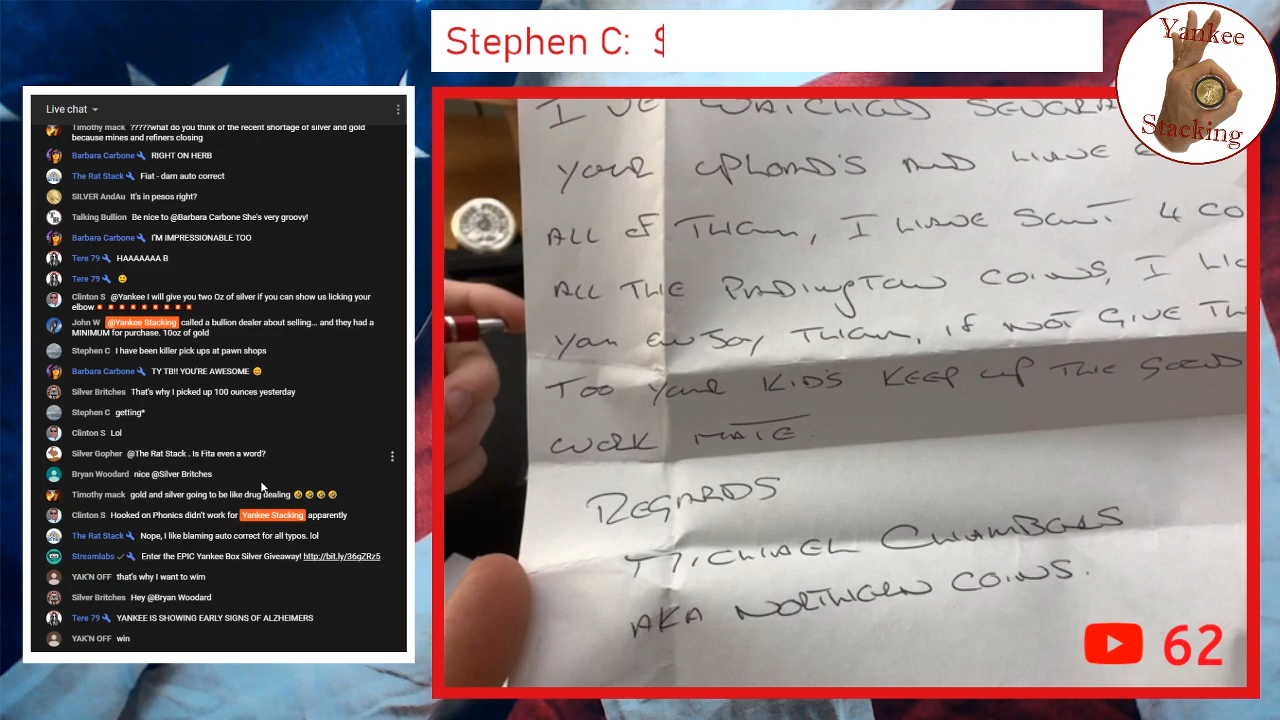 Stephen C: S
Yankee
Stacking
Live chat
Timothy mack ?????what do you think of the recent shortage of silver and gold
because mines and refiners closing
Barbara Carbone RIGHT ON HERB
The Rat Stack Fiat - darn auto correct
SILVER AndAu It's in pesos right?
Talking Bullion Be nice to @Barbara Carbone She's very groovy!
Barbara Carbone I'M IMPRESSIONABLE TOO
Tere 79 HAAAAAAA B
Tere 79 😊
Clinton S @Yankee I will give you two Oz of silver if you can show us licking your
elbow 💥💥💥💥💥💥💥💥💥
John W @Yankee Stacking called a bullion dealer about selling... and they had a
MINIMUM for purchase. 10oz of gold
Stephen C I have been killer pick ups at pawn shops
Barbara Carbone TY TB!! YOU'RE AWESOME 😊
Silver Britches That's why I picked up 100 ounces yesterday
Stephen C getting*
Clinton S Lol
Silver Gopher @The Rat Stack . Is Fita even a word?
Bryan Woodard nice @Silver Britches
Timothy mack gold and silver going to be like drug dealing 🤣🤣🤣🤣
Clinton S Hooked on Phonics didn't work for Yankee Stacking apparently
The Rat Stack Nope, I like blaming auto correct for all typos. lol
Streamlabs Enter the EPIC Yankee Box Silver Giveaway! http://bit.ly/36gZRz5
YAK'N OFF that's why I want to wim
Silver Britches Hey @Bryan Woodard
Tere 79 YANKEE IS SHOWING EARLY SIGNS OF ALZHEIMERS
YAK'N OFF win
I'VE WATCHED
YOUR UPLOAD'S AND HAVE
ALL OF THEM, I HAVE SENT 4 CO
ALL THE PADINGTON COINS, I
YOU ENJOY THEM, IF NOT GIVE
TOO YOUR KID'S KEEP UP THE GOOD
WORK MATE.
REGARDS
MICHAEL CHAMBERS
AKA NORTHERN COINS.
62